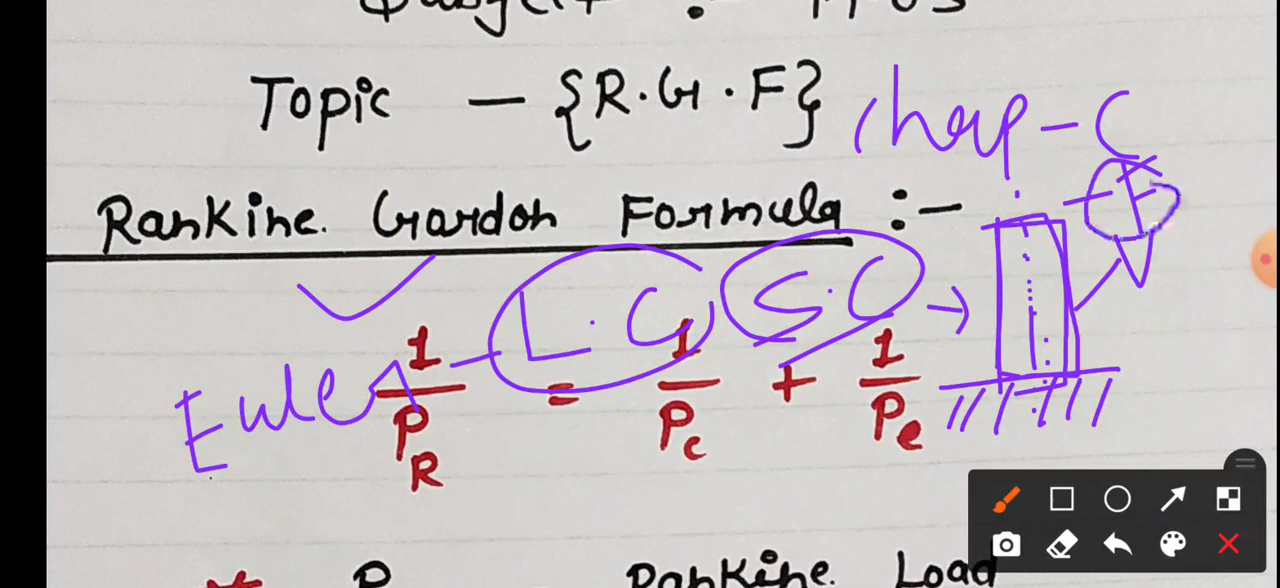 Topic - {R.G.F}
chap-C
Rankine Gordon Formula :-
L.C S.C
Euler
1/P_R = 1/P_c + 1/P_e
Rankine Load